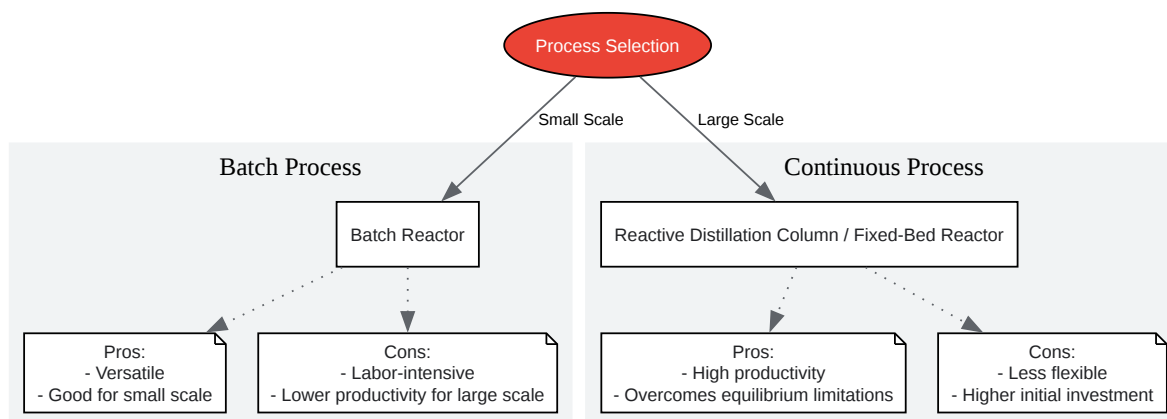 Process Selection
Small Scale
Large Scale
Batch Process
Continuous Process
Batch Reactor
Reactive Distillation Column / Fixed-Bed Reactor
Pros:
- Versatile
- Good for small scale
Cons:
- Labor-intensive
- Lower productivity for large scale
Pros:
- High productivity
- Overcomes equilibrium limitations
Cons:
- Less flexible
- Higher initial investment